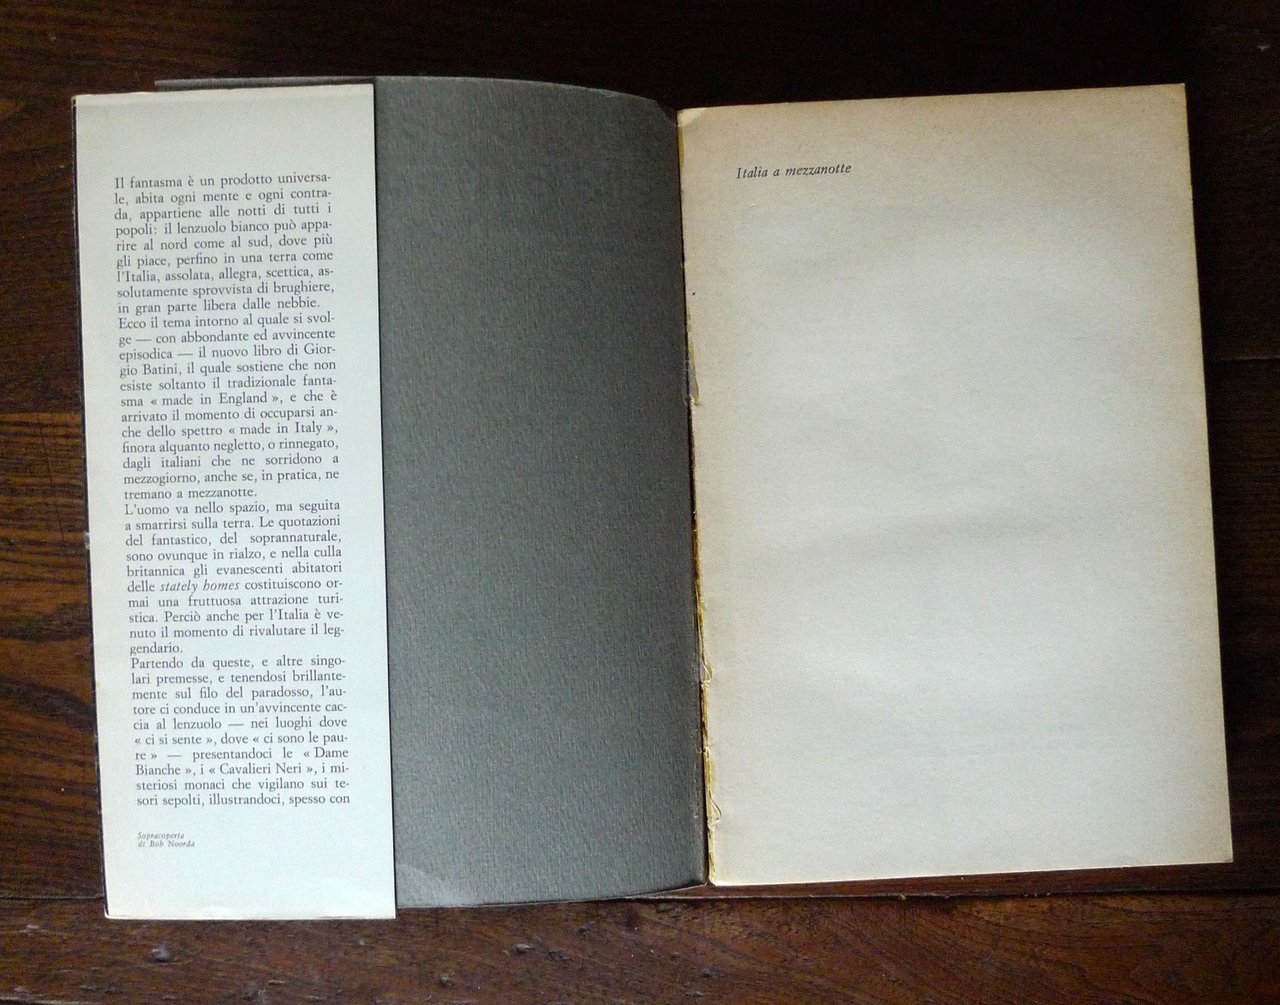 Il fantasma è un prodotto universa-
le, abita ogni mente e ogni contra-
da, appartiene alle notti di tutti i
popoli: il lenzuolo bianco può appa-
rire al nord come al sud, dove più
gli piace, perfino in una terra come
l'Italia, assolata, allegra, scettica, as-
solutamente sprovvista di brughiere,
in gran parte libera dalle nebbie.
Ecco il tema intorno al quale si svol-
ge — con abbondante ed avvincente
episodica — il nuovo libro di Gior-
gio Batini, il quale sostiene che non
esiste soltanto il tradizionale fanta-
sma « made in England », e che è
arrivato il momento di occuparsi an-
che dello spettro « made in Italy »,
finora alquanto negletto, o rinnegato,
dagli italiani che ne sorridono a
mezzogiorno, anche se, in pratica, ne
tremano a mezzanotte.
L'uomo va nello spazio, ma seguita
a smarrirsi sulla terra. Le quotazioni
del fantastico, del soprannaturale,
sono ovunque in rialzo, e nella culla
britannica gli evanescenti abitatori
delle stately homes costituiscono or-
mai una fruttuosa attrazione turi-
stica. Perciò anche per l'Italia è ve-
nuto il momento di rivalutare il leg-
gendario.
Partendo da queste, e altre singo-
lari premesse, e tenendosi brillante-
mente sul filo del paradosso, l'au-
tore ci conduce in un'avvincente cac-
cia al lenzuolo — nei luoghi dove
« ci si sente », dove « ci sono le pau-
re » — presentandoci le « Dame
Bianche », i « Cavalieri Neri », i mi-
steriosi monaci che vigilano sui te-
sori sepolti, illustrandoci, spesso con
Sopracoperta
di Bob Noorda
Italia a mezzanotte